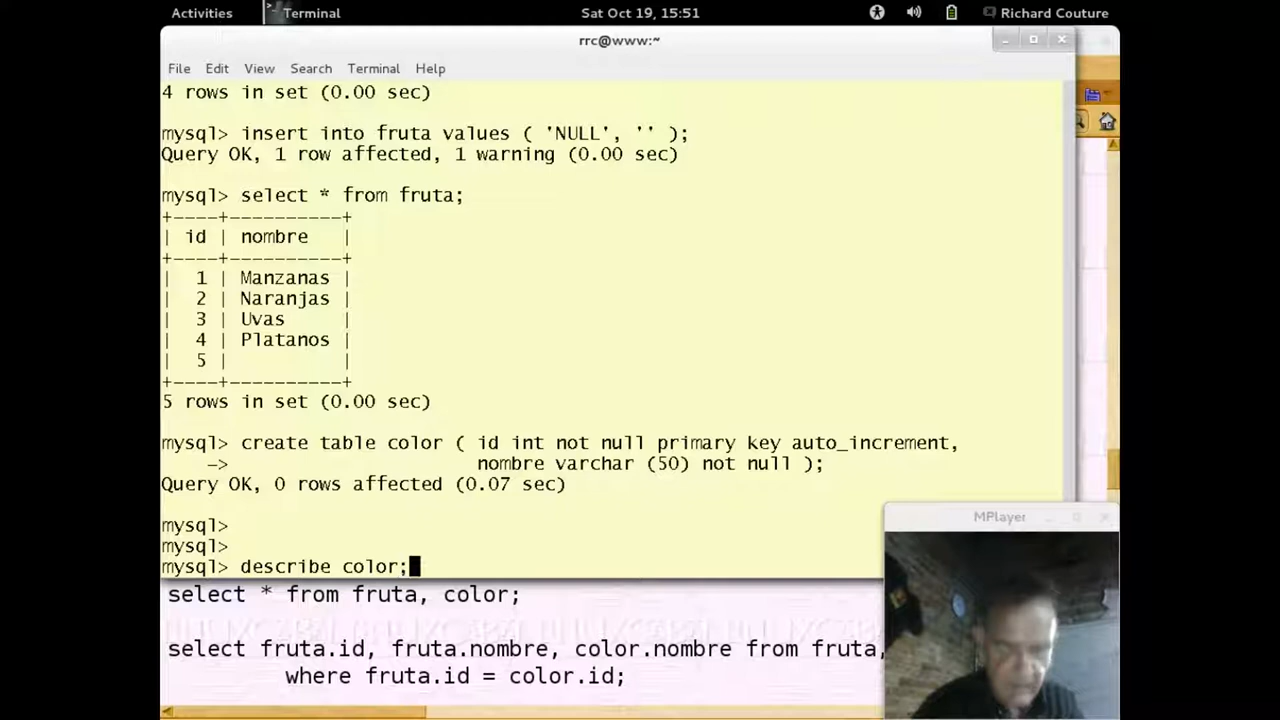 Activities Terminal Sat Oct 19, 15:51 Richard Couture
rrc@www:~
File Edit View Search Terminal Help
4 rows in set (0.00 sec)
mysql> insert into fruta values ( 'NULL', '' );
Query OK, 1 row affected, 1 warning (0.00 sec)
mysql> select * from fruta;
+----+----------+
| id | nombre   |
+----+----------+
|  1 | Manzanas |
|  2 | Naranjas |
|  3 | Uvas     |
|  4 | Platanos |
|  5 |          |
+----+----------+
5 rows in set (0.00 sec)
mysql> create table color ( id int not null primary key auto_increment,
    ->                      nombre varchar (50) not null );
Query OK, 0 rows affected (0.07 sec)
mysql>
mysql>
mysql> describe color;
MPlayer
select * from fruta, color;
select fruta.id, fruta.nombre, color.nombre from fruta,
where fruta.id = color.id;